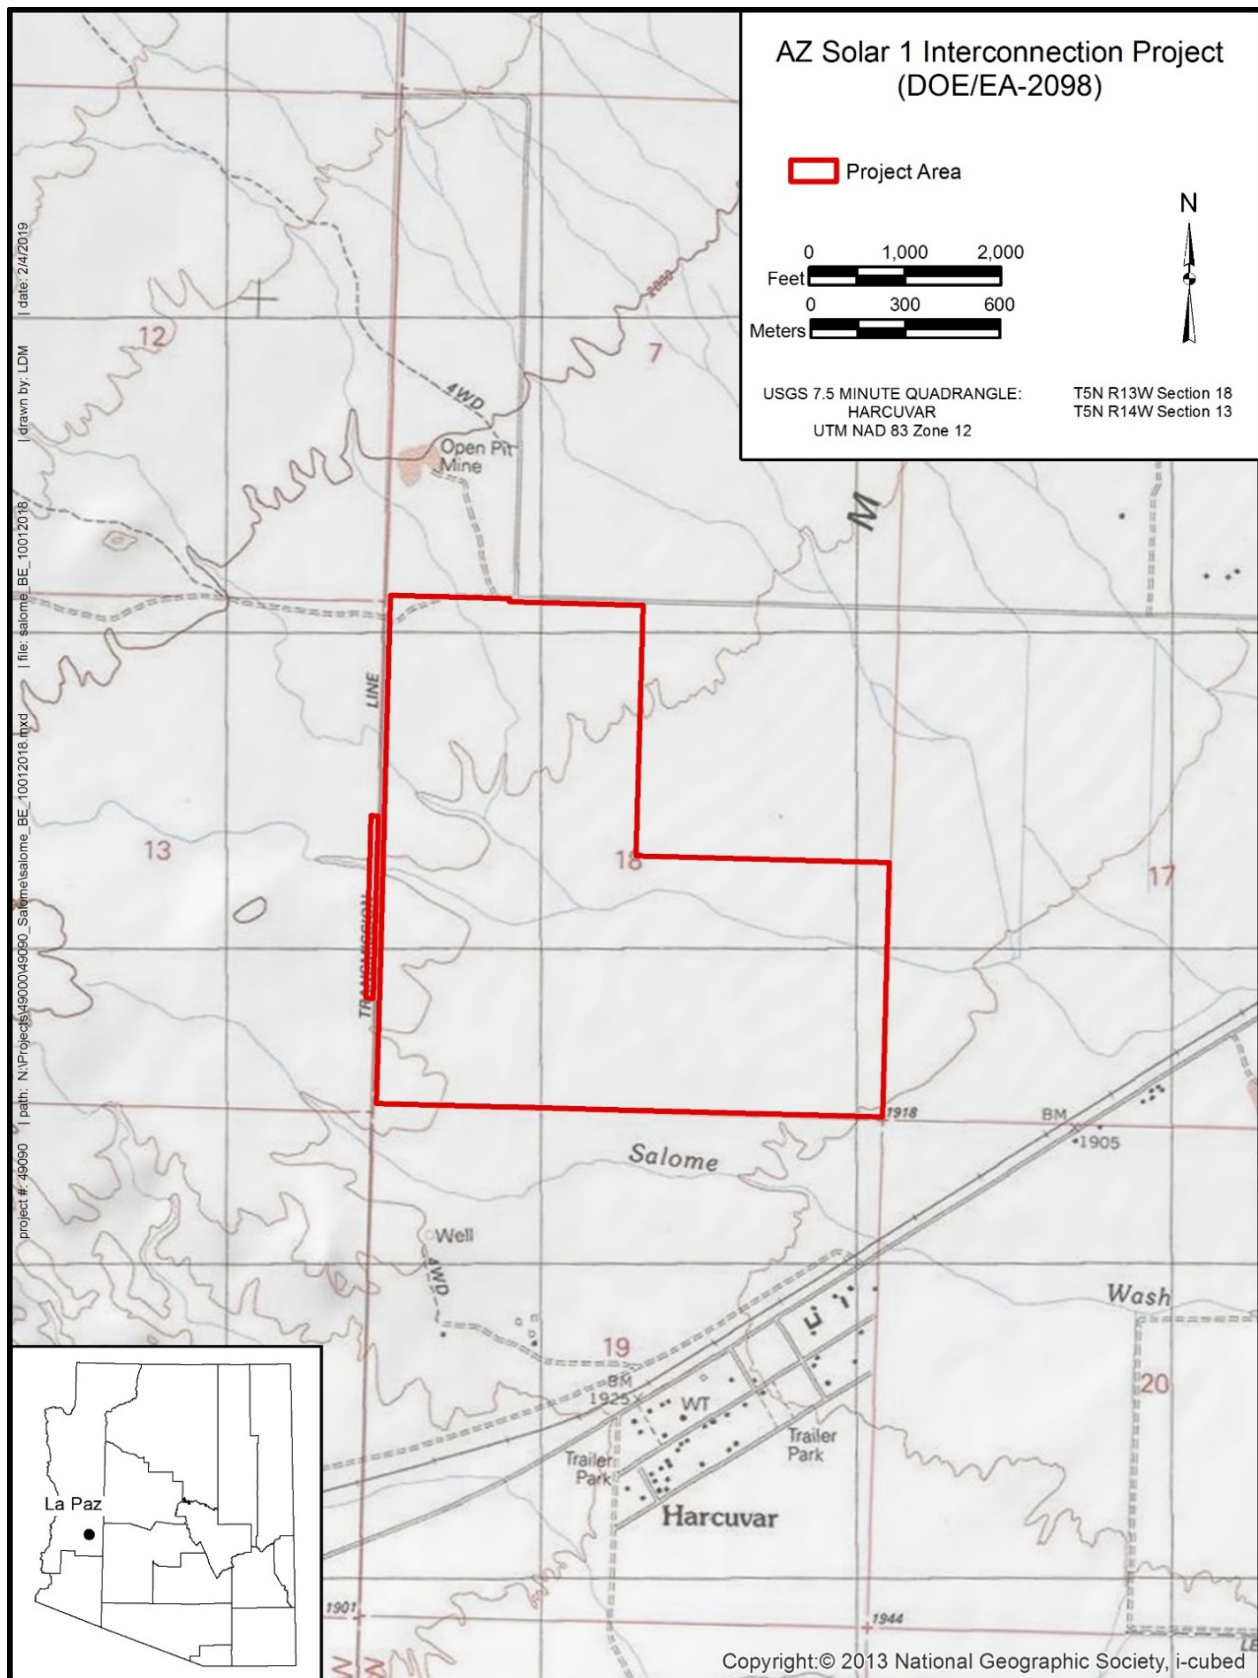 AZ Solar 1 Interconnection Project
(DOE/EA-2098)
Project Area
N
0 1,000 2,000
Feet
0 300 600
Meters
USGS 7.5 MINUTE QUADRANGLE:
HARCUVAR
UTM NAD 83 Zone 12
T5N R13W Section 18
T5N R14W Section 13
project #: 49090 | path: N:\Projects\49000\49090_Salome\salome_BE_10012018.mxd | file: salome_BE_10012018 | drawn by: LDM | date: 2/4/2019
12
7
2000
4WD
Open Pit
Mine
M
LINE
13
18
17
TRANSMISSION
1918
BM
1905
Salome
Well
4WD
Wash
19
20
BM
1925
WT
Trailer
Park
Trailer
Park
Harcuvar
La Paz
1901
1944
Copyright:© 2013 National Geographic Society, i-cubed